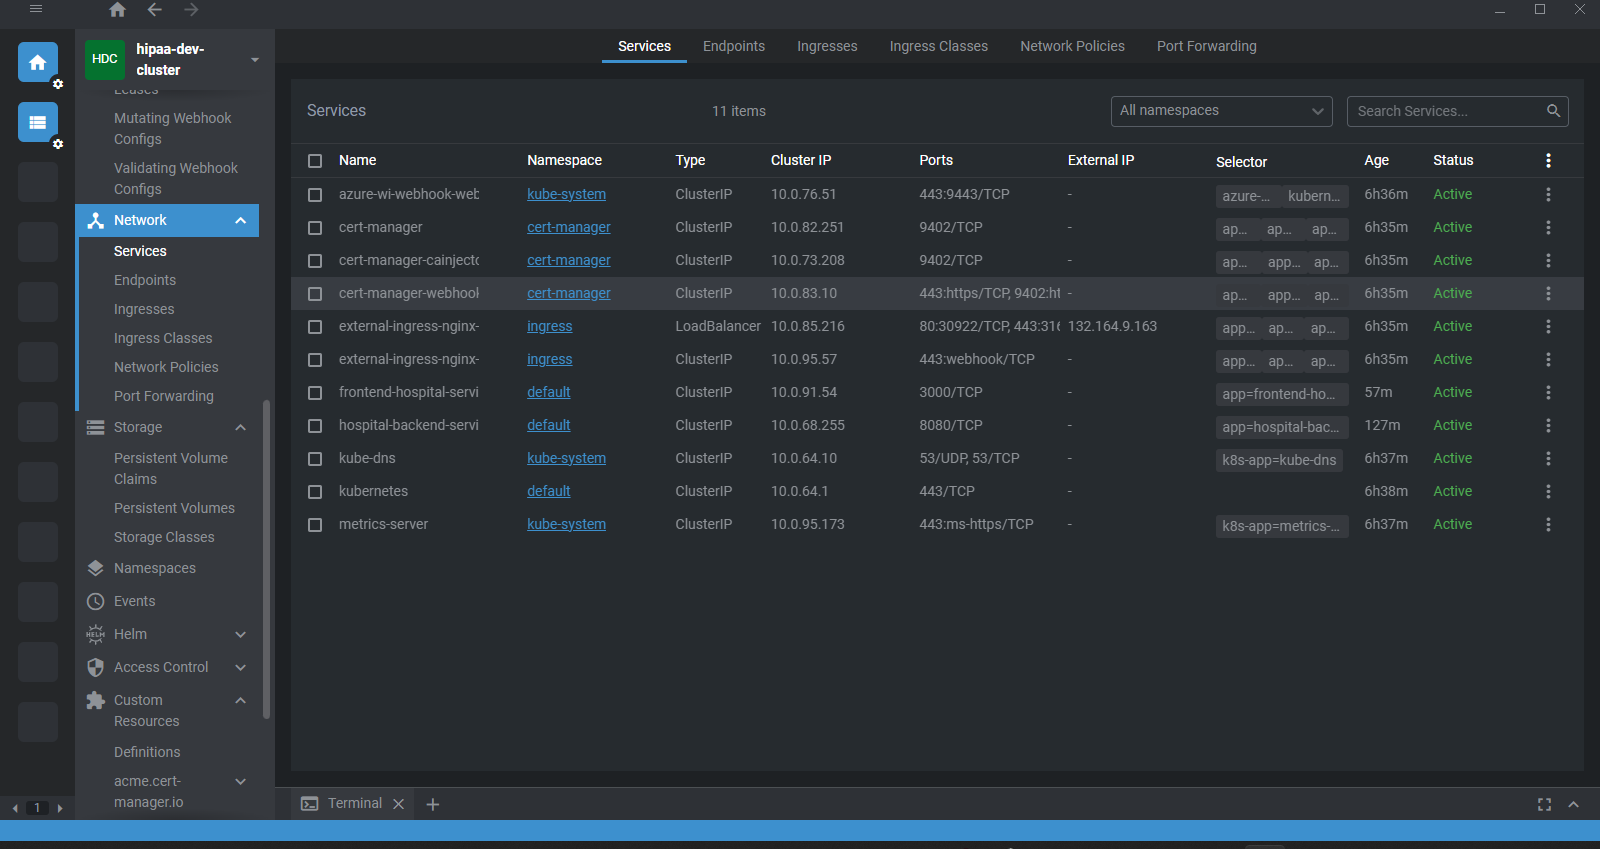 HDC
hipaa-dev-
cluster
Leases
Mutating Webhook
Configs
Validating Webhook
Configs
Network
Services
Endpoints
Ingresses
Ingress Classes
Network Policies
Port Forwarding
Storage
Persistent Volume
Claims
Persistent Volumes
Storage Classes
Namespaces
Events
HELM
Helm
Access Control
Custom
Resources
Definitions
acme.cert-
manager.io
1
Services Endpoints Ingresses Ingress Classes Network Policies Port Forwarding
Services 11 items All namespaces Search Services...
Name Namespace Type Cluster IP Ports External IP Selector Age Status
azure-wi-webhook-web kube-system ClusterIP 10.0.76.51 443:9443/TCP - azure-... kubern... 6h36m Active
cert-manager cert-manager ClusterIP 10.0.82.251 9402/TCP - ap... ap... ap... 6h35m Active
cert-manager-cainjecto cert-manager ClusterIP 10.0.73.208 9402/TCP - ap... app... ap... 6h35m Active
cert-manager-webhook cert-manager ClusterIP 10.0.83.10 443:https/TCP, 9402:ht - ap... app... ap... 6h35m Active
external-ingress-nginx- ingress LoadBalancer 10.0.85.216 80:30922/TCP, 443:316 132.164.9.163 app... ap... ap... 6h35m Active
external-ingress-nginx- ingress ClusterIP 10.0.95.57 443:webhook/TCP - app... ap... ap... 6h35m Active
frontend-hospital-servi default ClusterIP 10.0.91.54 3000/TCP - app=frontend-ho... 57m Active
hospital-backend-servi default ClusterIP 10.0.68.255 8080/TCP - app=hospital-bac... 127m Active
kube-dns kube-system ClusterIP 10.0.64.10 53/UDP, 53/TCP - k8s-app=kube-dns 6h37m Active
kubernetes default ClusterIP 10.0.64.1 443/TCP - 6h38m Active
metrics-server kube-system ClusterIP 10.0.95.173 443:ms-https/TCP - k8s-app=metrics-... 6h37m Active
Terminal